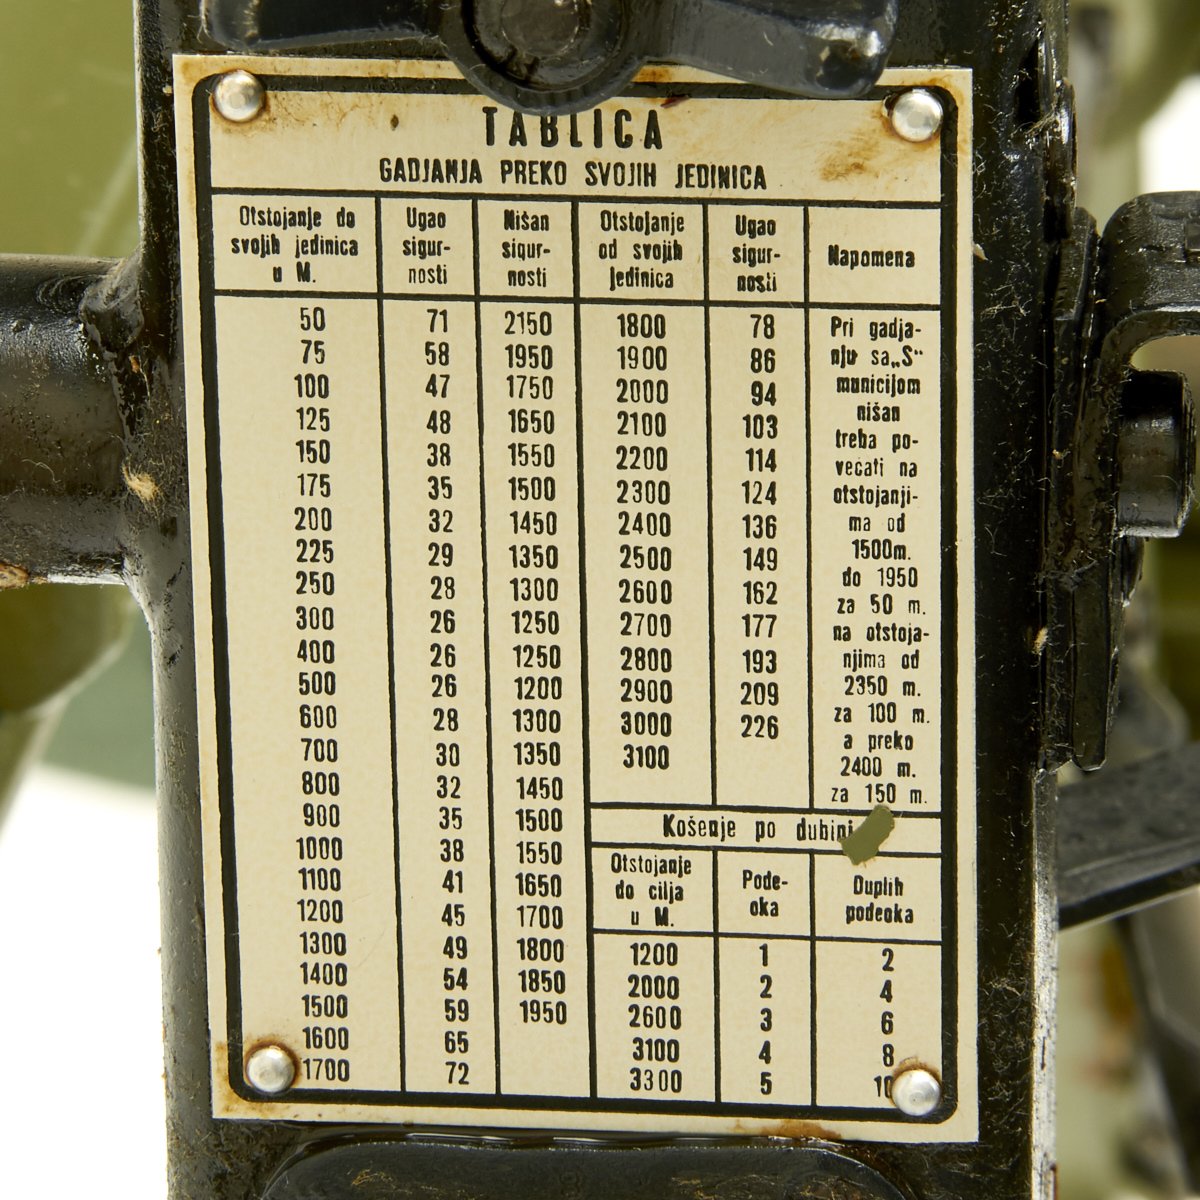 TABLICA
GADJANJA PREKO SVOJIH JEDINICA
Otstojanje do
svojih jedinica
u M.
Ugao
sigur-
nosti
Nišan
sigur-
nosti
Otstojanje
od svojih
jedinica
Ugao
sigur-
nosti
Napomena
50 71 2150
75 58 1950
100 47 1750
125 48 1650
150 38 1550
175 35 1500
200 32 1450
225 29 1350
250 28 1300
300 26 1250
400 26 1250
500 26 1200
600 28 1300
700 30 1350
800 32 1450
900 35 1500
1000 38 1550
1100 41 1650
1200 45 1700
1300 49 1800
1400 54 1850
1500 59 1950
1600 65
1700 72
1800 78
1900 86
2000 94
2100 103
2200 114
2300 124
2400 136
2500 149
2600 162
2700 177
2800 193
2900 209
3000 226
3100
Pri gadja-
nju sa„S“
municijom
nišan
treba po-
većati na
otstojanji-
ma od
1500m.
do 1950
za 50 m.
na otstoja-
njima od
2350 m.
za 100 m.
a preko
2400 m.
za 150 m.
Košenje po dubini
Otstojanje
do cilja
u M.
Pode-
oka
Duplih
podeoka
1200 1 2
2000 2 4
2600 3 6
3100 4 8
3300 5 10